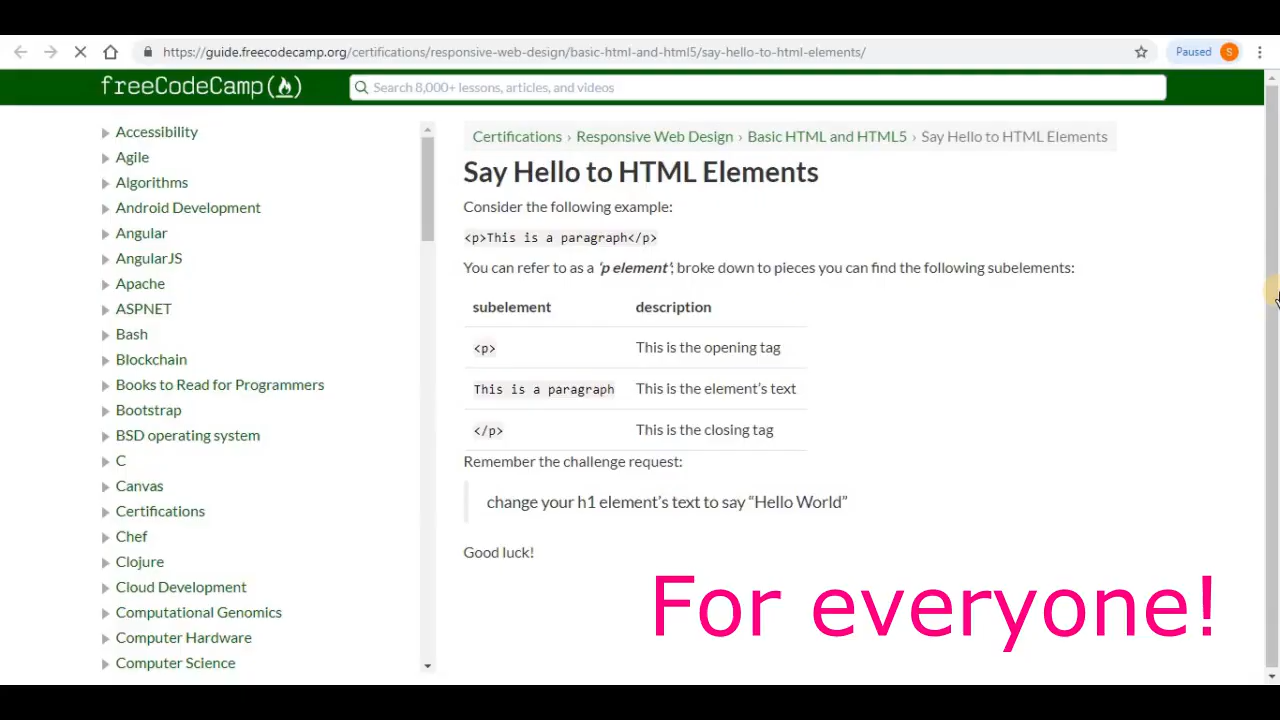 https://guide.freecodecamp.org/certifications/responsive-web-design/basic-html-and-html5/say-hello-to-html-elements/
Paused S
freeCodeCamp
Search 8,000+ lessons, articles, and videos
Accessibility
Agile
Algorithms
Android Development
Angular
AngularJS
Apache
ASPNET
Bash
Blockchain
Books to Read for Programmers
Bootstrap
BSD operating system
C
Canvas
Certifications
Chef
Clojure
Cloud Development
Computational Genomics
Computer Hardware
Computer Science
Certifications › Responsive Web Design › Basic HTML and HTML5 › Say Hello to HTML Elements
Say Hello to HTML Elements
Consider the following example:
<p>This is a paragraph</p>
You can refer to as a ‘p element’; broke down to pieces you can find the following subelements:
subelement description
<p> This is the opening tag
This is a paragraph This is the element’s text
</p> This is the closing tag
Remember the challenge request:
change your h1 element’s text to say “Hello World”
Good luck!
For everyone!